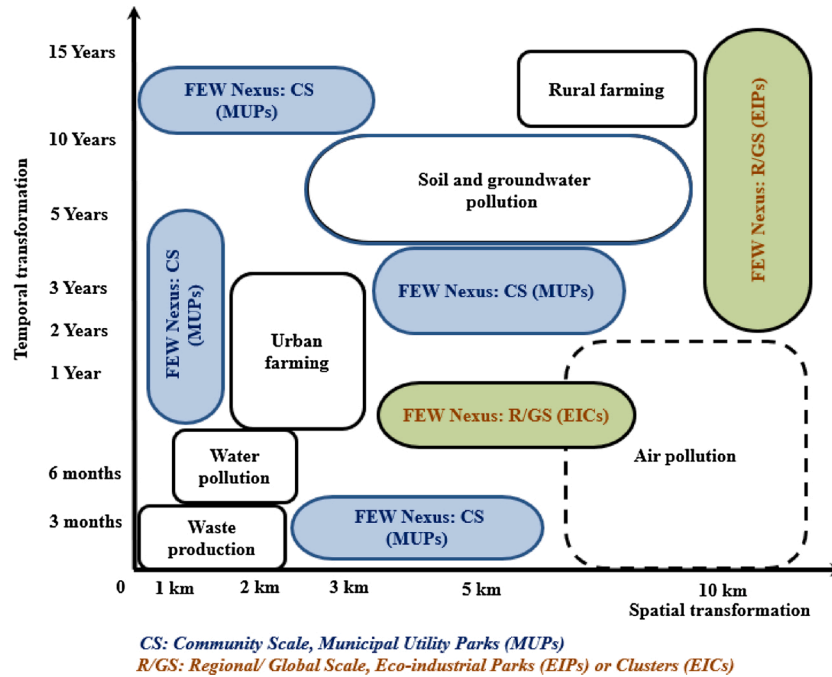 15 Years
FEW Nexus: CS
(MUPs)
Rural farming
10 Years
Soil and groundwater
pollution
5 Years
FEW Nexus: R/GS (EIPs)
Temporal transformation
FEW Nexus: CS
(MUPs)
3 Years
FEW Nexus: CS (MUPs)
2 Years
Urban
farming
1 Year
FEW Nexus: R/GS (EICs)
Water
pollution
Air pollution
6 months
3 months
Waste
production
FEW Nexus: CS
(MUPs)
0
1 km
2 km
3 km
5 km
10 km
Spatial transformation
CS: Community Scale, Municipal Utility Parks (MUPs)
R/GS: Regional/ Global Scale, Eco-industrial Parks (EIPs) or Clusters (EICs)